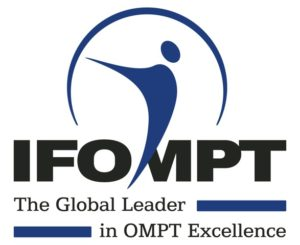 IFOMPT
The Global Leader
in OMPT Excellence